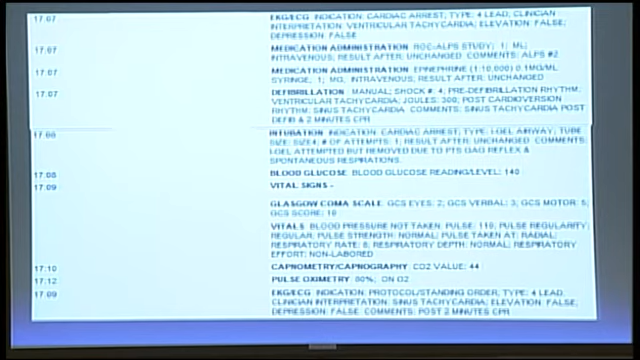 17:07 EKG/ECG INDICATION: CARDIAC ARREST; TYPE: 4 LEAD; CLINICIAN
INTERPRETATION: VENTRICULAR TACHYCARDIA; ELEVATION: FALSE;
DEPRESSION: FALSE
17:07 MEDICATION ADMINISTRATION ROC-ALPS STUDY; 1; ML;
INTRAVENOUS; RESULT AFTER: UNCHANGED COMMENTS: ALPS #2
17:07 MEDICATION ADMINISTRATION EPINEPHRINE (1:10,000) 0.1MG/ML
SYRINGE; 1; MG; INTRAVENOUS; RESULT AFTER: UNCHANGED
17:07 DEFIBRILLATION MANUAL; SHOCK #: 4; PRE-DEFIBRILLATION RHYTHM:
VENTRICULAR TACHYCARDIA; JOULES: 300; POST CARDIOVERSION
RHYTHM: SINUS TACHYCARDIA COMMENTS: SINUS TACHYCARDIA POST
DEFIB & 2 MINUTES CPR
INTUBATION INDICATION: CARDIAC ARREST; TYPE: I-GEL AIRWAY; TUBE
SIZE: SIZE4; # OF ATTEMPTS: 1; RESULT AFTER: UNCHANGED COMMENTS:
I-GEL ATTEMPTED BUT REMOVED DUE TO PTS GAG REFLEX &
SPONTANEOUS RESPIRATIONS.
17:08 BLOOD GLUCOSE BLOOD GLUCOSE READING/LEVEL: 140
17:09 VITAL SIGNS -
GLASGOW COMA SCALE: GCS EYES: 2; GCS VERBAL: 3; GCS MOTOR: 5;
GCS SCORE: 10
VITALS: BLOOD PRESSURE NOT TAKEN; PULSE: 110; PULSE REGULARITY:
REGULAR; PULSE STRENGTH: NORMAL; PULSE TAKEN AT: RADIAL;
RESPIRATORY RATE: 8; RESPIRATORY DEPTH: NORMAL; RESPIRATORY
EFFORT: NON-LABORED
17:10 CAPNOMETRY/CAPNOGRAPHY: CO2 VALUE: 44
17:12 PULSE OXIMETRY: 80%; ON O2
17:09 EKG/ECG INDICATION: PROTOCOL/STANDING ORDER; TYPE: 4 LEAD;
CLINICIAN INTERPRETATION: SINUS TACHYCARDIA; ELEVATION: FALSE;
DEPRESSION: FALSE COMMENTS: POST 2 MINUTES CPR